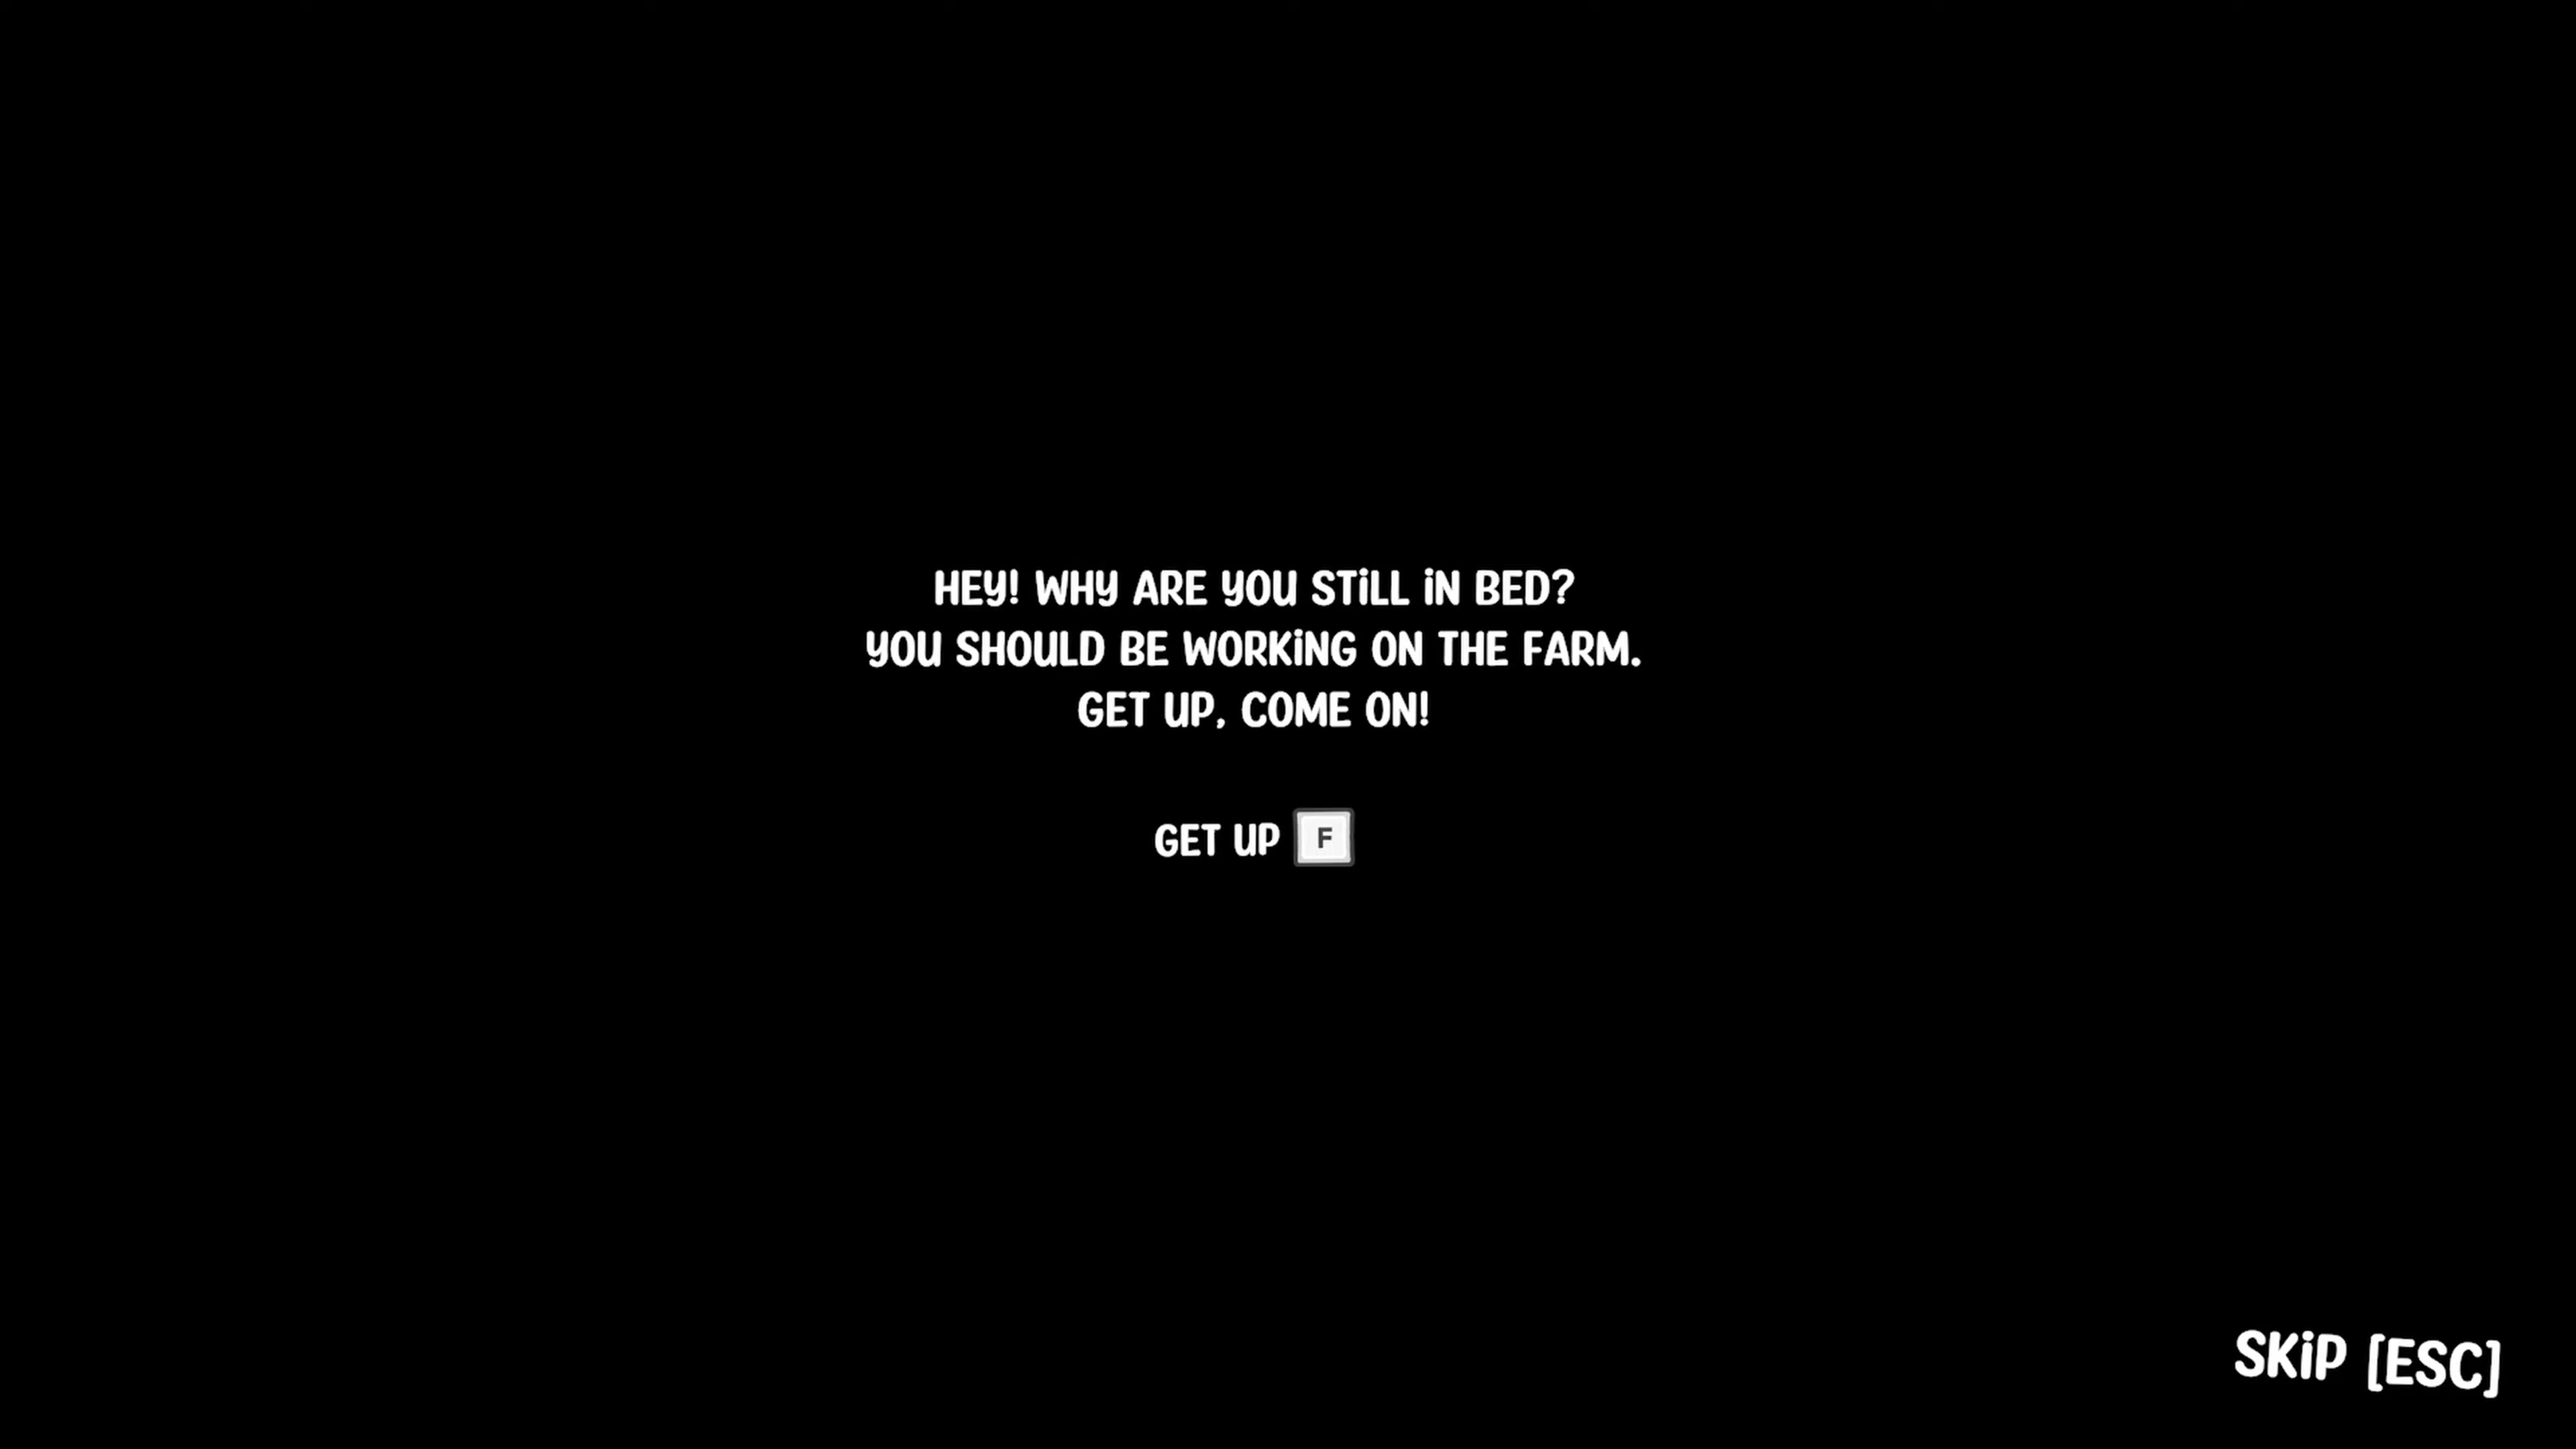 HEY! WHY ARE YOU STILL IN BED?
YOU SHOULD BE WORKING ON THE FARM.
GET UP, COME ON!
GET UP F
SKIP [ESC]